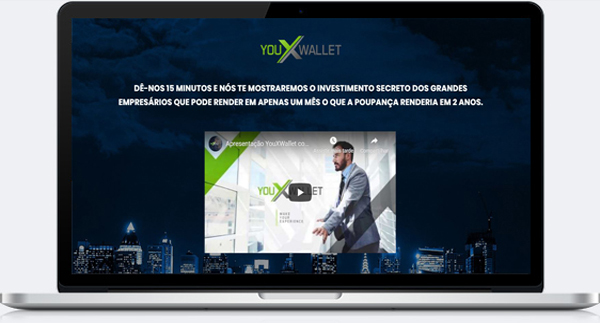 YOUXWALLET
DÊ-NOS 15 MINUTOS E NÓS TE MOSTRAREMOS O INVESTIMENTO SECRETO DOS GRANDES
EMPRESÁRIOS QUE PODE RENDER EM APENAS UM MÊS O QUE A POUPANÇA RENDERIA EM 2 ANOS.
Apresentação YouXWallet co...
YOUXWALLET
MAKE
YOUR
EXPERIENCE